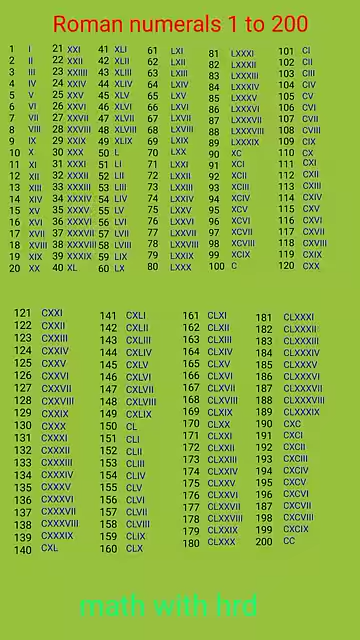 Roman numerals 1 to 200
1 I
2 II
3 III
4 IV
5 V
6 VI
7 VII
8 VIII
9 IX
10 X
11 XI
12 XII
13 XIII
14 XIV
15 XV
16 XVI
17 XVII
18 XVIII
19 XIX
20 XX
21 XXI
22 XXII
23 XXIIII
24 XXIV
25 XXV
26 XXVI
27 XXVII
28 XXVIII
29 XXIX
30 XXX
31 XXXI
32 XXXII
33 XXXIII
34 XXXIV
35 XXXV
36 XXXVI
37 XXXVII
38 XXXVIII
39 XXXIX
40 XL
41 XLI
42 XLII
43 XLIII
44 XLIV
45 XLV
46 XLVI
47 XLVII
48 XLVIII
49 XLIX
50 L
51 LI
52 LII
53 LIII
54 LIV
55 LV
56 LVI
57 LVII
58 LVIII
59 LIX
60 LX
61 LXI
62 LXII
63 LXIII
64 LXIV
65 LXV
66 LXVI
67 LXVII
68 LXVIII
69 LXIX
70 LXX
71 LXXI
72 LXXII
73 LXXIII
74 LXXIV
75 LXXV
76 LXXVI
77 LXXVII
78 LXXVIII
79 LXXIX
80 LXXX
81 LXXXI
82 LXXXII
83 LXXXIII
84 LXXXIV
85 LXXXV
86 LXXXVI
87 LXXXVII
88 LXXXVIII
89 LXXXIX
90 XC
91 XCI
92 XCII
93 XCIII
94 XCIV
95 XCV
96 XCVI
97 XCVII
98 XCVIII
99 XCIX
100 C
101 CI
102 CII
103 CIII
104 CIV
105 CV
106 CVI
107 CVII
108 CVIII
109 CIX
110 CX
111 CXI
112 CXII
113 CXIII
114 CXIV
115 CXV
116 CXVI
117 CXVII
118 CXVIII
119 CXIX
120 CXX
121 CXXI
122 CXXII
123 CXXIII
124 CXXIV
125 CXXV
126 CXXVI
127 CXXVII
128 CXXVIII
129 CXXIX
130 CXXX
131 CXXXI
132 CXXXII
133 CXXXIII
134 CXXXIV
135 CXXXV
136 CXXXVI
137 CXXXVII
138 CXXXVIII
139 CXXXIX
140 CXL
141 CXLI
142 CXLII
143 CXLIII
144 CXLIV
145 CXLV
146 CXLVI
147 CXLVII
148 CXLVIII
149 CXLIX
150 CL
151 CLI
152 CLII
153 CLIII
154 CLIV
155 CLV
156 CLVI
157 CLVII
158 CLVIII
159 CLIX
160 CLX
161 CLXI
162 CLXII
163 CLXIII
164 CLXIV
165 CLXV
166 CLXVI
167 CLXVII
168 CLXVIII
169 CLXIX
170 CLXX
171 CLXXI
172 CLXXII
173 CLXXIII
174 CLXXIV
175 CLXXV
176 CLXXVI
177 CLXXVII
178 CLXXVIII
179 CLXXIX
180 CLXXX
181 CLXXXI
182 CLXXXII
183 CLXXXIII
184 CLXXXIV
185 CLXXXV
186 CLXXXVI
187 CLXXXVII
188 CLXXXVIII
189 CLXXXIX
190 CXC
191 CXCI
192 CXCII
193 CXCIII
194 CXCIV
195 CXCV
196 CXCVI
197 CXCVII
198 CXCVIII
199 CXCIX
200 CC
math with hrd